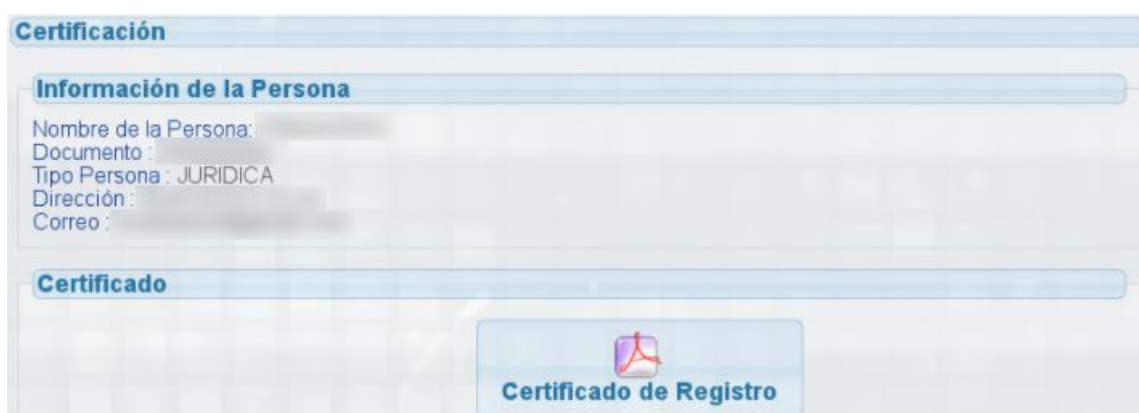 Certificación
Información de la Persona
Nombre de la Persona:
Documento :
Tipo Persona : JURIDICA
Dirección :
Correo :
Certificado
Certificado de Registro